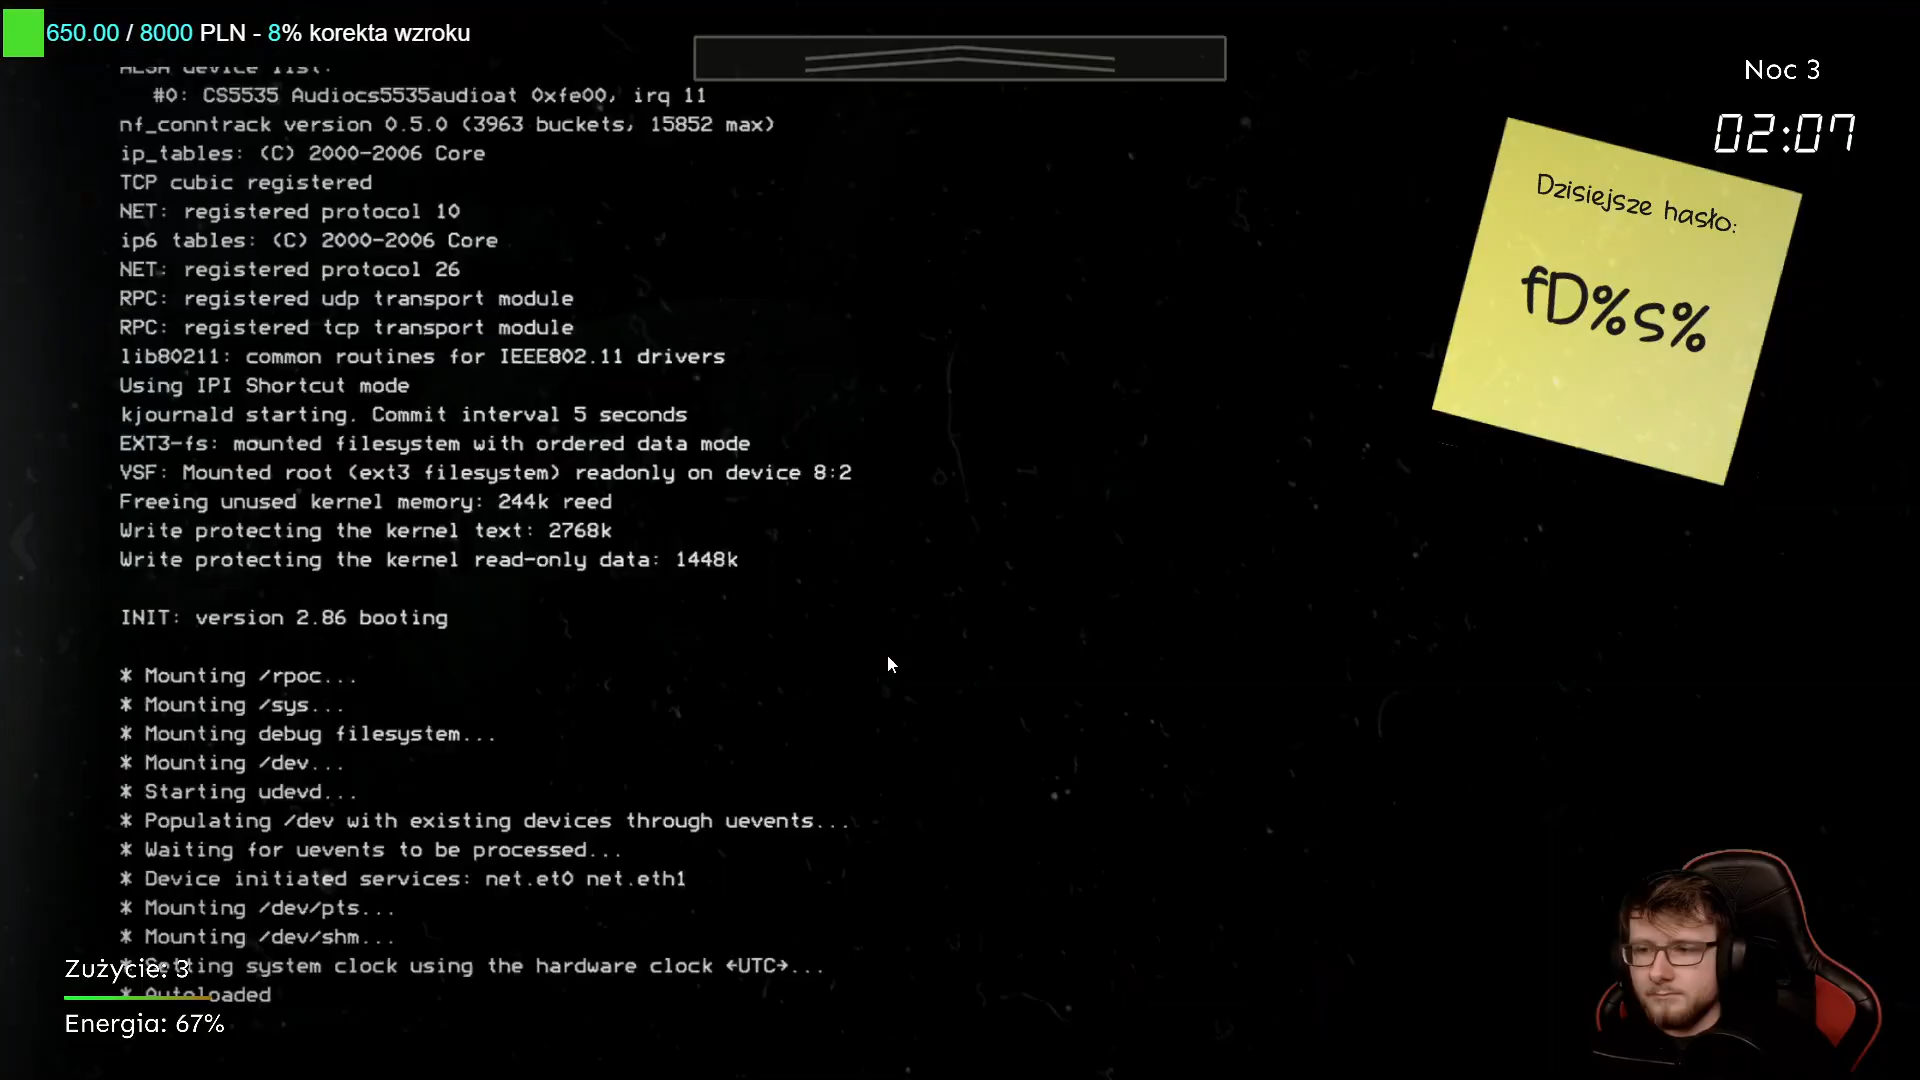 650.00 / 8000 PLN - 8% korekta wzroku
ALSA device list:
#0: CS5535 Audiocs5535audioat 0xfe00, irq 11
nf_conntrack version 0.5.0 (3963 buckets, 15852 max)
ip_tables: (C) 2000-2006 Core
TCP cubic registered
NET: registered protocol 10
ip6 tables: (C) 2000-2006 Core
NET: registered protocol 26
RPC: registered udp transport module
RPC: registered tcp transport module
lib80211: common routines for IEEE802.11 drivers
Using IPI Shortcut mode
kjournald starting. Commit interval 5 seconds
EXT3-fs: mounted filesystem with ordered data mode
VSF: Mounted root (ext3 filesystem) readonly on device 8:2
Freeing unused kernel memory: 244k reed
Write protecting the kernel text: 2768k
Write protecting the kernel read-only data: 1448k
INIT: version 2.86 booting
* Mounting /rpoc...
* Mounting /sys...
* Mounting debug filesystem...
* Mounting /dev...
* Starting udevd...
* Populating /dev with existing devices through uevents...
* Waiting for uevents to be processed...
* Device initiated services: net.et0 net.eth1
* Mounting /dev/pts...
* Mounting /dev/shm...
* Setting system clock using the hardware clock ←UTC→...
* Autoloaded
Zużycie: 3
Energia: 67%
Noc 3
02:07
Dzisiejsze hasło:
fD%s%